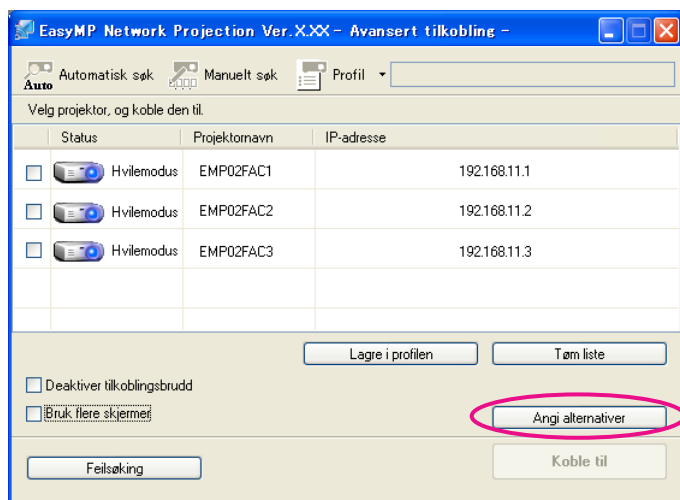 EasyMP Network Projection Ver.X.XX – Avansert tilkobling –
Auto Automatisk søk Manuelt søk Profil
Velg projektor, og koble den til.
Status Projektornavn IP-adresse
Hvilemodus EMP02FAC1 192.168.11.1
Hvilemodus EMP02FAC2 192.168.11.2
Hvilemodus EMP02FAC3 192.168.11.3
Lagre i profilen Tøm liste
Deaktiver tilkoblingsbrudd
Bruk flere skjermer Angi alternativer
Feilsøking Koble til